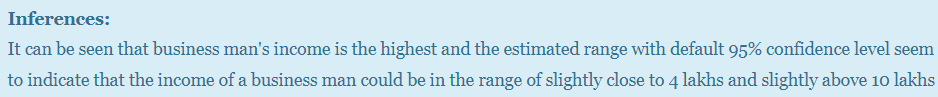 Inferences:
It can be seen that business man's income is the highest and the estimated range with default 95% confidence level seem
to indicate that the income of a business man could be in the range of slightly close to 4 lakhs and slightly above 10 lakhs